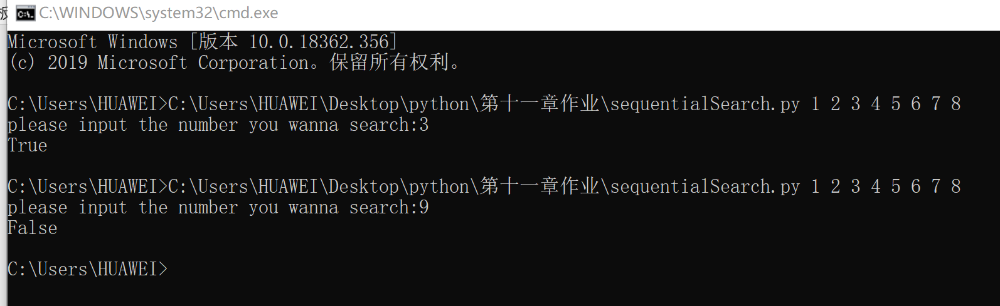 C:\WINDOWS\system32\cmd.exe
Microsoft Windows [版本 10.0.18362.356]
(c) 2019 Microsoft Corporation。保留所有权利。
C:\Users\HUAWEI>C:\Users\HUAWEI\Desktop\python\第十一章作业\sequentialSearch.py 1 2 3 4 5 6 7 8
please input the number you wanna search:3
True
C:\Users\HUAWEI>C:\Users\HUAWEI\Desktop\python\第十一章作业\sequentialSearch.py 1 2 3 4 5 6 7 8
please input the number you wanna search:9
False
C:\Users\HUAWEI>